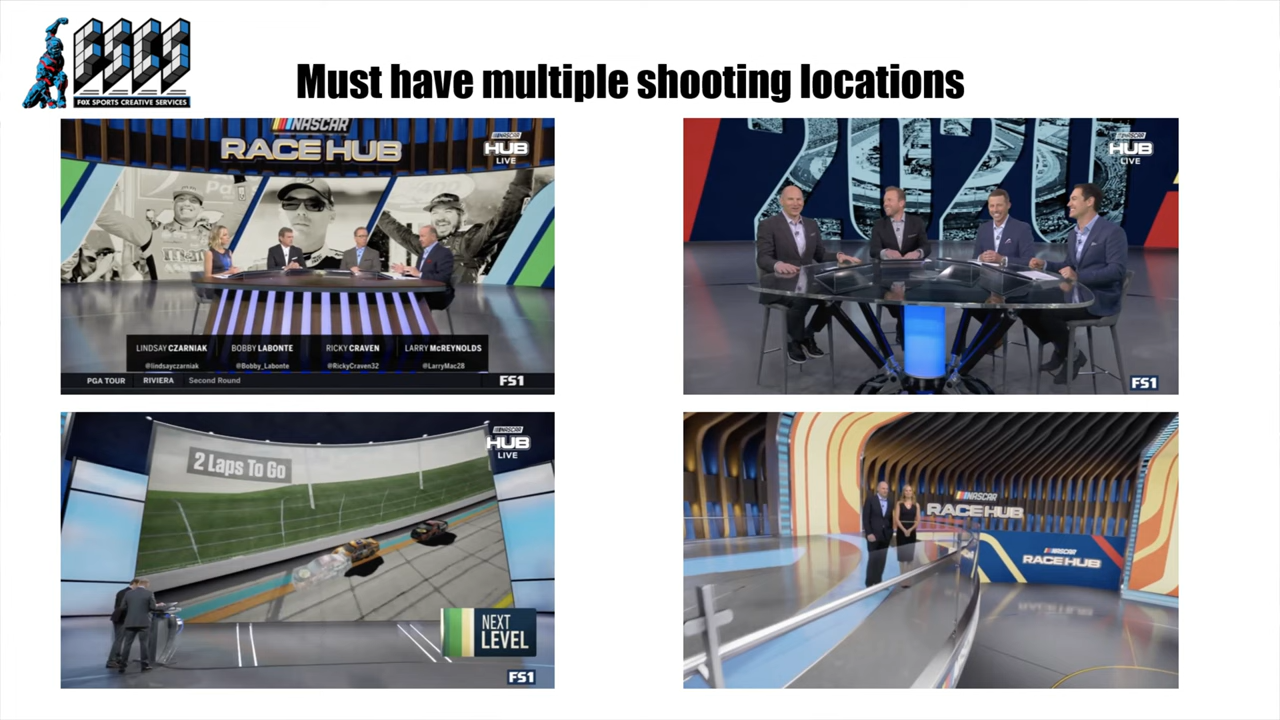 FSCS
FOX SPORTS CREATIVE SERVICES
Must have multiple shooting locations
NASCAR
RACE HUB
NASCAR
HUB
LIVE
LINDSAY CZARNIAK
BOBBY LABONTE
RICKY CRAVEN
LARRY McREYNOLDS
@lindsayczarniak
@Bobby_Labonte
@RickyCraven32
@LarryMac28
PGA TOUR
RIVIERA
Second Round
FS1
2020
NASCAR
HUB
LIVE
FS1
2 Laps To Go
NASCAR
HUB
LIVE
NEXT
LEVEL
FS1
NASCAR
RACE HUB
NASCAR
RACE HUB